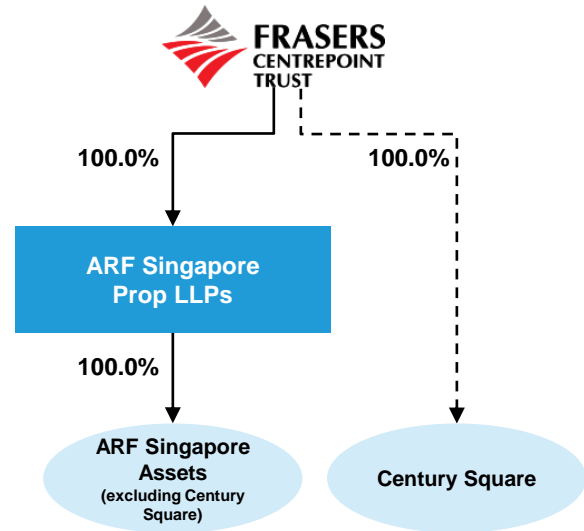 FRASERS
CENTREPOINT
TRUST
100.0%
100.0%
ARF Singapore
Prop LLPs
100.0%
ARF Singapore
Assets
(excluding Century
Square)
Century Square